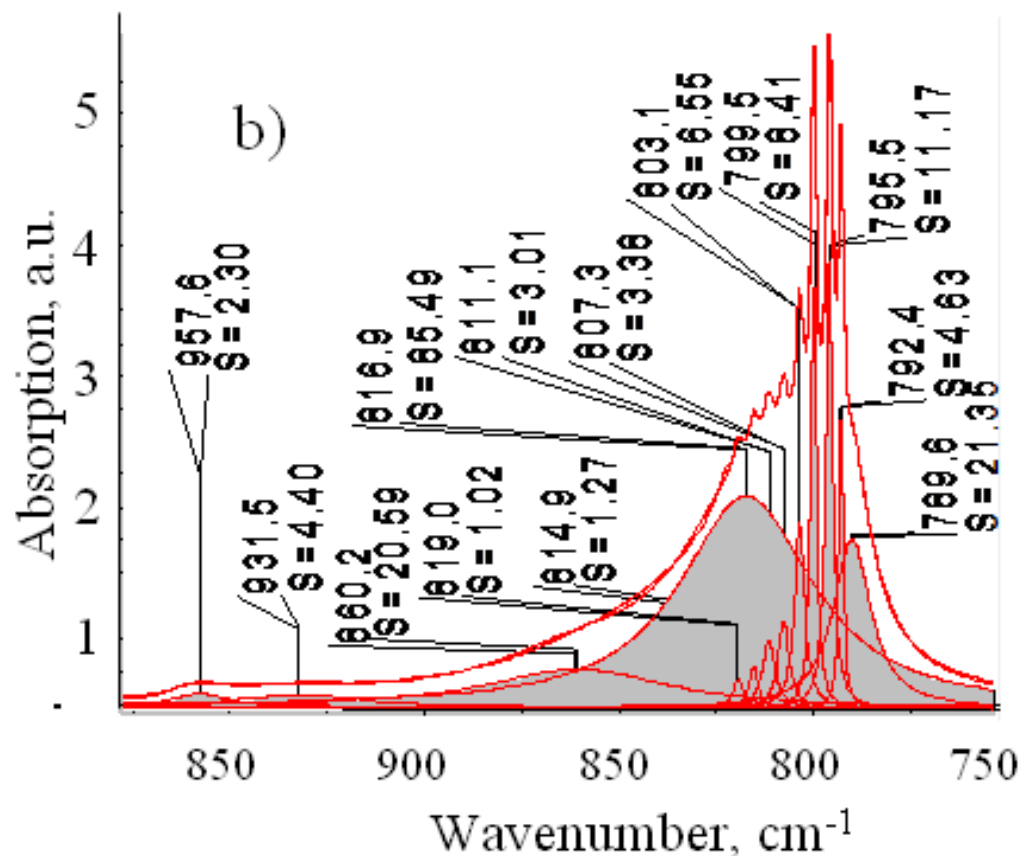 Absorption, a.u.
5
4
3
2
1
-
b)
957.6
S = 2.30
931.5
S = 4.40
860.2
S = 20.59
816.9
S = 85.49
819.0
S = 1.02
811.1
S = 3.01
814.9
S = 1.27
807.3
S = 3.38
803.1
S = 6.55
799.5
S = 8.41
795.5
S = 11.17
792.4
S = 4.63
789.6
S = 21.35
850 900 850 800 750
Wavenumber, cm⁻¹